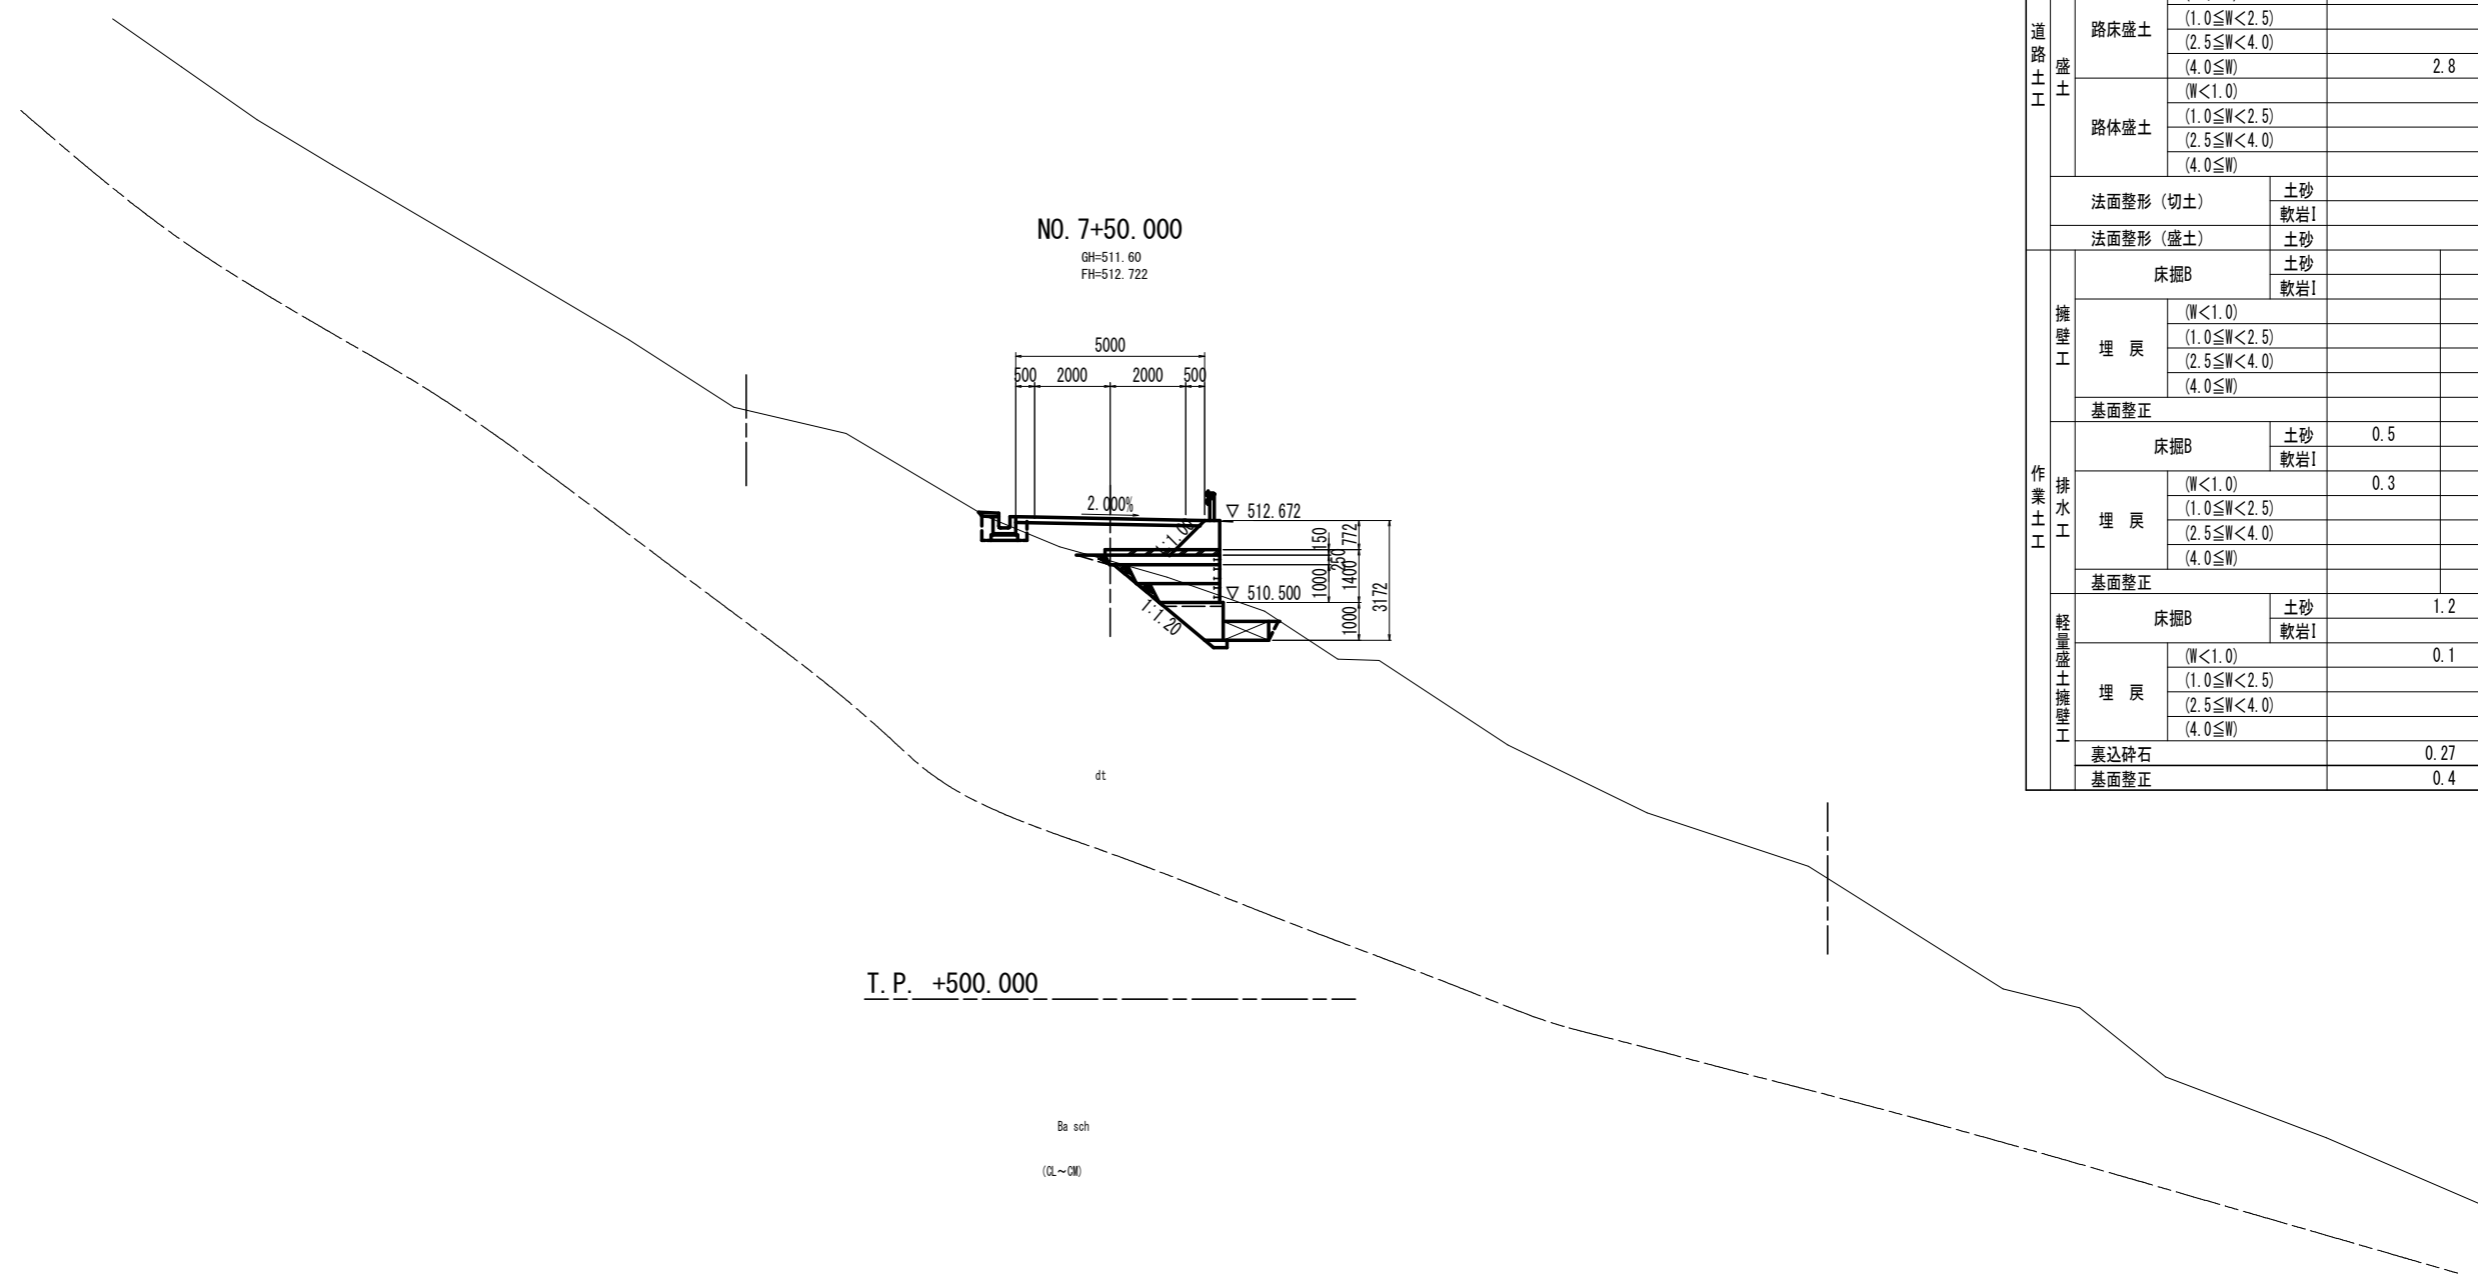 NO. 7+50.000
GH=511.60
FH=512.722
5000
500 2000 2000 500
2.000%
▽ 512.672
1:1.00
150 772
250
1000 1400
3172
▽ 510.500
1:1.20
1000
dt
T.P. +500.000
Ba sch
(CL～CM)
道路土工
盛土
路床盛土
(1.0≦W＜2.5)
(2.5≦W＜4.0)
(4.0≦W) 2.8
路体盛土
(W＜1.0)
(1.0≦W＜2.5)
(2.5≦W＜4.0)
(4.0≦W)
法面整形（切土） 土砂
軟岩I
法面整形（盛土） 土砂
作業土工
擁壁工
床掘B 土砂
軟岩I
埋 戻
(W＜1.0)
(1.0≦W＜2.5)
(2.5≦W＜4.0)
(4.0≦W)
基面整正
排水工
床掘B 土砂 0.5
軟岩I
埋 戻
(W＜1.0) 0.3
(1.0≦W＜2.5)
(2.5≦W＜4.0)
(4.0≦W)
基面整正
軽量盛土擁壁工
床掘B 土砂 1.2
軟岩I
埋 戻
(W＜1.0) 0.1
(1.0≦W＜2.5)
(2.5≦W＜4.0)
(4.0≦W)
裏込砕石 0.27
基面整正 0.4